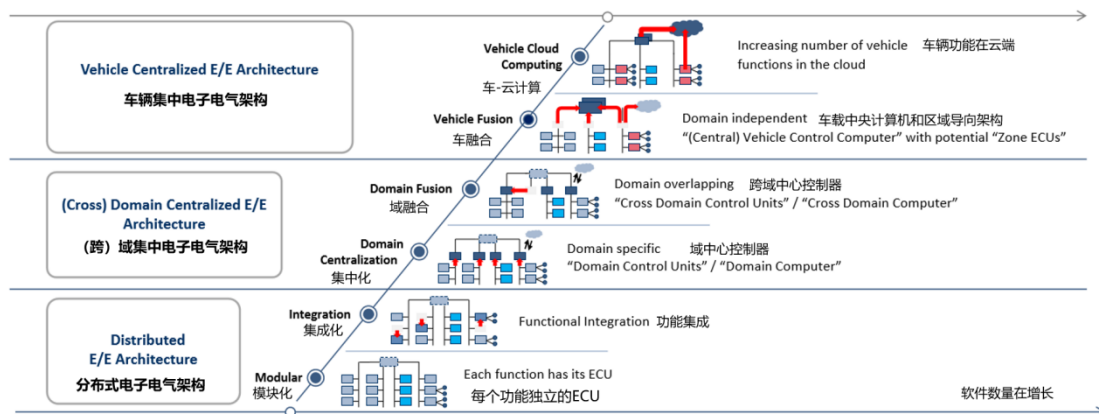 Vehicle Centralized E/E Architecture
车辆集中电子电气架构
Vehicle Cloud
Computing
车-云计算
Increasing number of vehicle 车辆功能在云端
functions in the cloud
Vehicle Fusion
车融合
Domain independent 车载中央计算机和区域导向架构
“(Central) Vehicle Control Computer” with potential “Zone ECUs”
(Cross) Domain Centralized E/E
Architecture
（跨）域集中电子电气架构
Domain Fusion
域融合
Domain overlapping 跨域中心控制器
“Cross Domain Control Units” / “Cross Domain Computer”
Domain
Centralization
集中化
Domain specific 域中心控制器
“Domain Control Units” / “Domain Computer”
Distributed
E/E Architecture
分布式电子电气架构
Integration
集成化
Functional Integration 功能集成
Modular
模块化
Each function has its ECU
每个功能独立的ECU
软件数量在增长